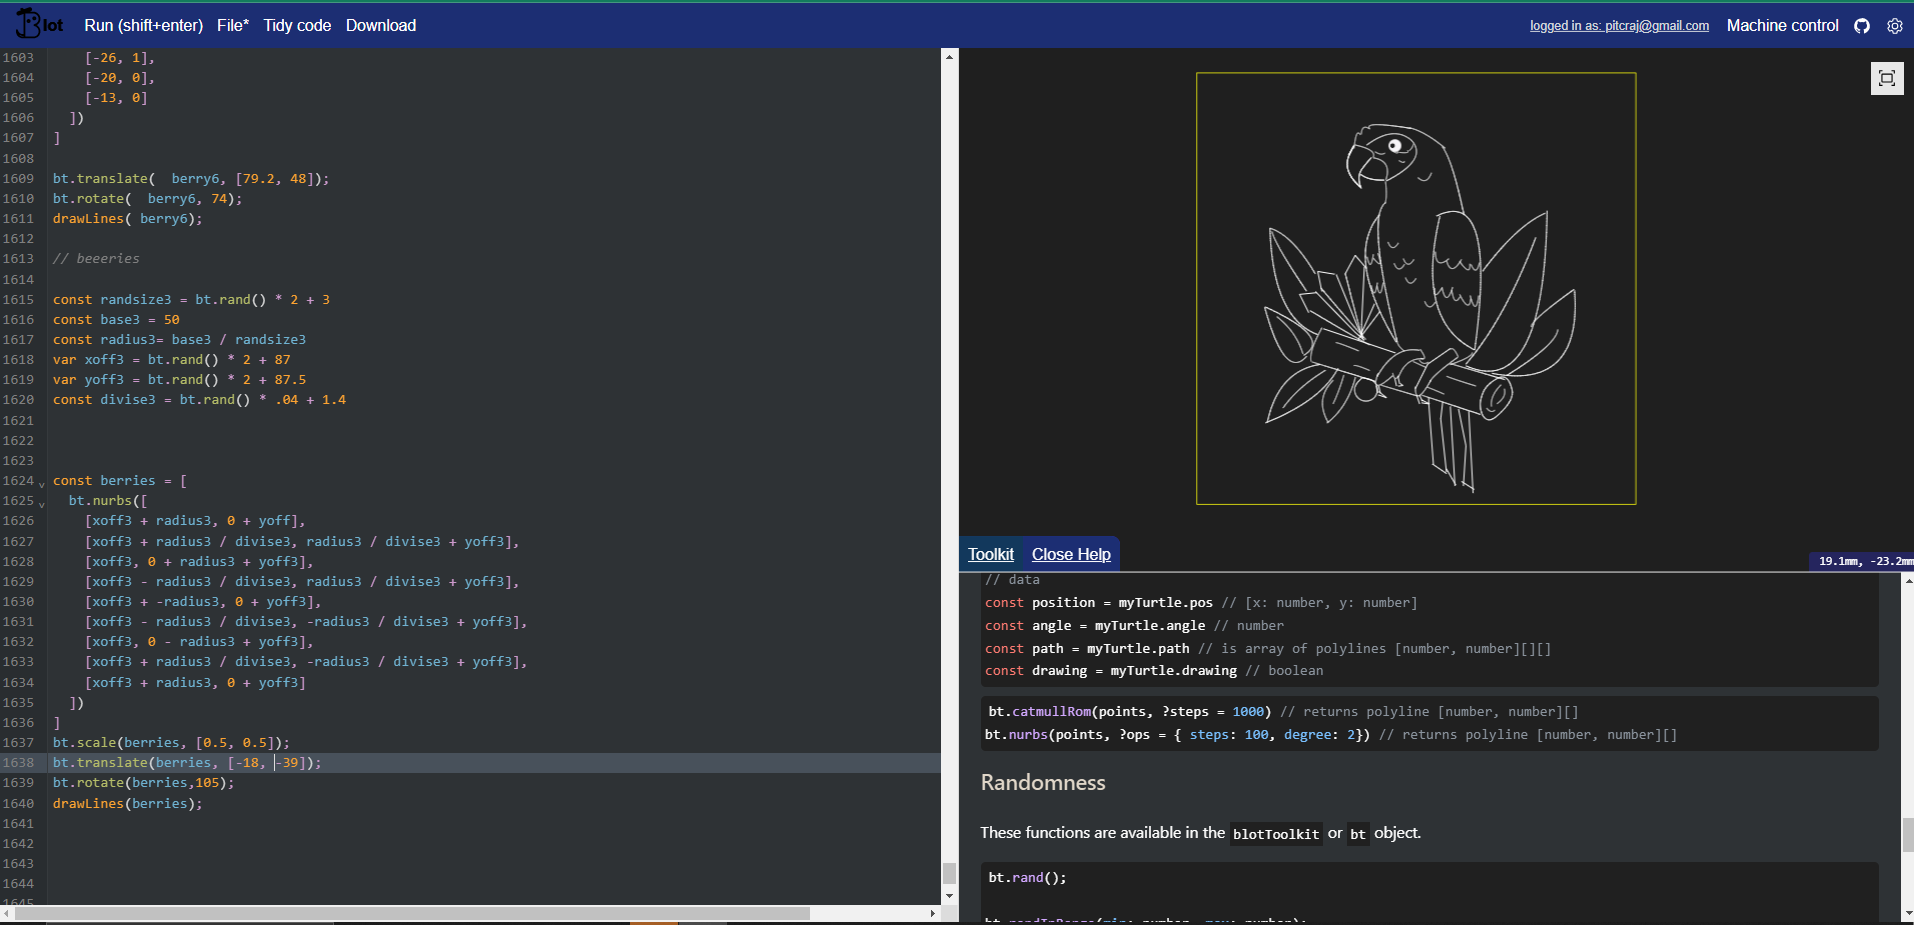 Blot Run (shift+enter) File* Tidy code Download logged in as: pitcraj@gmail.com Machine control
1603     [-26, 1],
1604     [-20, 0],
1605     [-13, 0]
1606   ])
1607 ]
1608
1609 bt.translate(  berry6, [79.2, 48]);
1610 bt.rotate(  berry6, 74);
1611 drawLines( berry6);
1612
1613 // beeeries
1614
1615 const randsize3 = bt.rand() * 2 + 3
1616 const base3 = 50
1617 const radius3= base3 / randsize3
1618 var xoff3 = bt.rand() * 2 + 87
1619 var yoff3 = bt.rand() * 2 + 87.5
1620 const divise3 = bt.rand() * .04 + 1.4
1621
1622
1623
1624 const berries = [
1625   bt.nurbs([
1626     [xoff3 + radius3, 0 + yoff],
1627     [xoff3 + radius3 / divise3, radius3 / divise3 + yoff3],
1628     [xoff3, 0 + radius3 + yoff3],
1629     [xoff3 - radius3 / divise3, radius3 / divise3 + yoff3],
1630     [xoff3 + -radius3, 0 + yoff3],
1631     [xoff3 - radius3 / divise3, -radius3 / divise3 + yoff3],
1632     [xoff3, 0 - radius3 + yoff3],
1633     [xoff3 + radius3 / divise3, -radius3 / divise3 + yoff3],
1634     [xoff3 + radius3, 0 + yoff3]
1635   ])
1636 ]
1637 bt.scale(berries, [0.5, 0.5]);
1638 bt.translate(berries, [-18, -39]);
1639 bt.rotate(berries,105);
1640 drawLines(berries);
1641
1642
1643
1644
1645
Toolkit Close Help
19.1mm, -23.2mm
// data
const position = myTurtle.pos // [x: number, y: number]
const angle = myTurtle.angle // number
const path = myTurtle.path // is array of polylines [number, number][][]
const drawing = myTurtle.drawing // boolean
bt.catmullRom(points, ?steps = 1000) // returns polyline [number, number][]
bt.nurbs(points, ?ops = { steps: 100, degree: 2}) // returns polyline [number, number][]
Randomness
These functions are available in the blotToolkit or bt object.
bt.rand();
bt.randInRange(min: number, max: number);